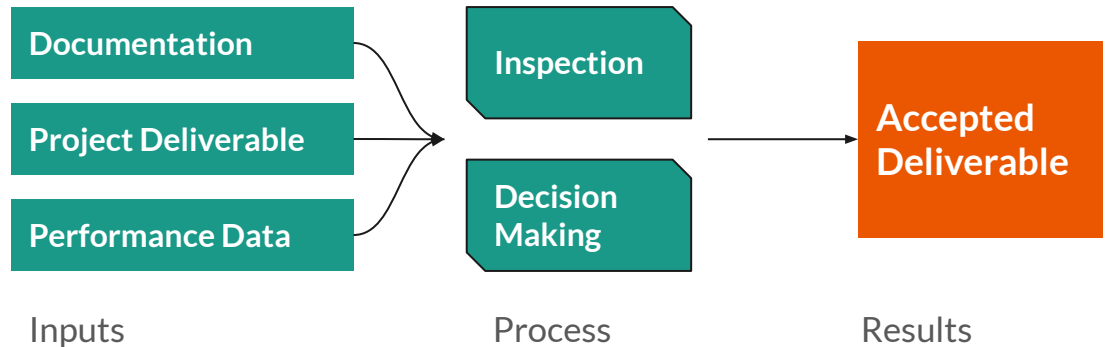 Documentation
Project Deliverable
Performance Data
Inputs
Inspection
Decision
Making
Process
Accepted
Deliverable
Results